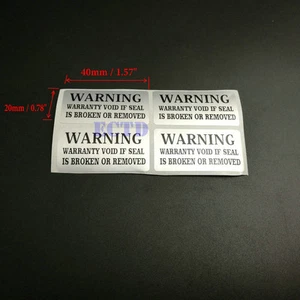 40mm / 1.57"
20mm / 0.78"
WARNING
WARRANTY VOID IF SEAL
IS BROKEN OR REMOVED
WARNING
WARRANTY VOID IF SEAL
IS BROKEN OR REMOVED
ECTD
WARNING
WARRANTY VOID IF SEAL
IS BROKEN OR REMOVED
WARNING
WARRANTY VOID IF SEAL
IS BROKEN OR REMOVED